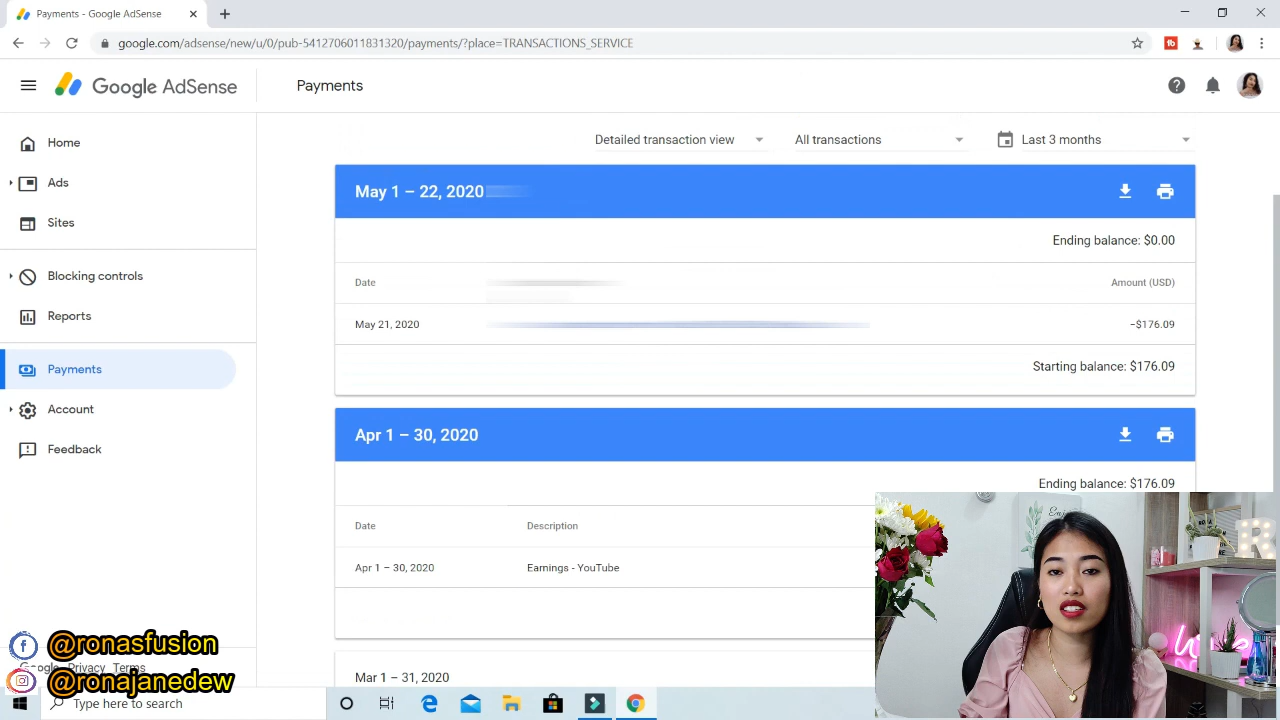 Payments - Google AdSense
google.com/adsense/new/u/0/pub-5412706011831320/payments/?place=TRANSACTIONS_SERVICE
Google AdSense
Payments
Home
Ads
Sites
Blocking controls
Reports
Payments
Account
Feedback
Detailed transaction view
All transactions
Last 3 months
May 1 – 22, 2020
Ending balance: $0.00
Date
Amount (USD)
May 21, 2020
−$176.09
Starting balance: $176.09
Apr 1 – 30, 2020
Ending balance: $176.09
Date
Description
Apr 1 – 30, 2020
Earnings - YouTube
Mar 1 – 31, 2020
@ronasfusion
Google
Privacy
Terms
@ronajanedew
Type here to search
R